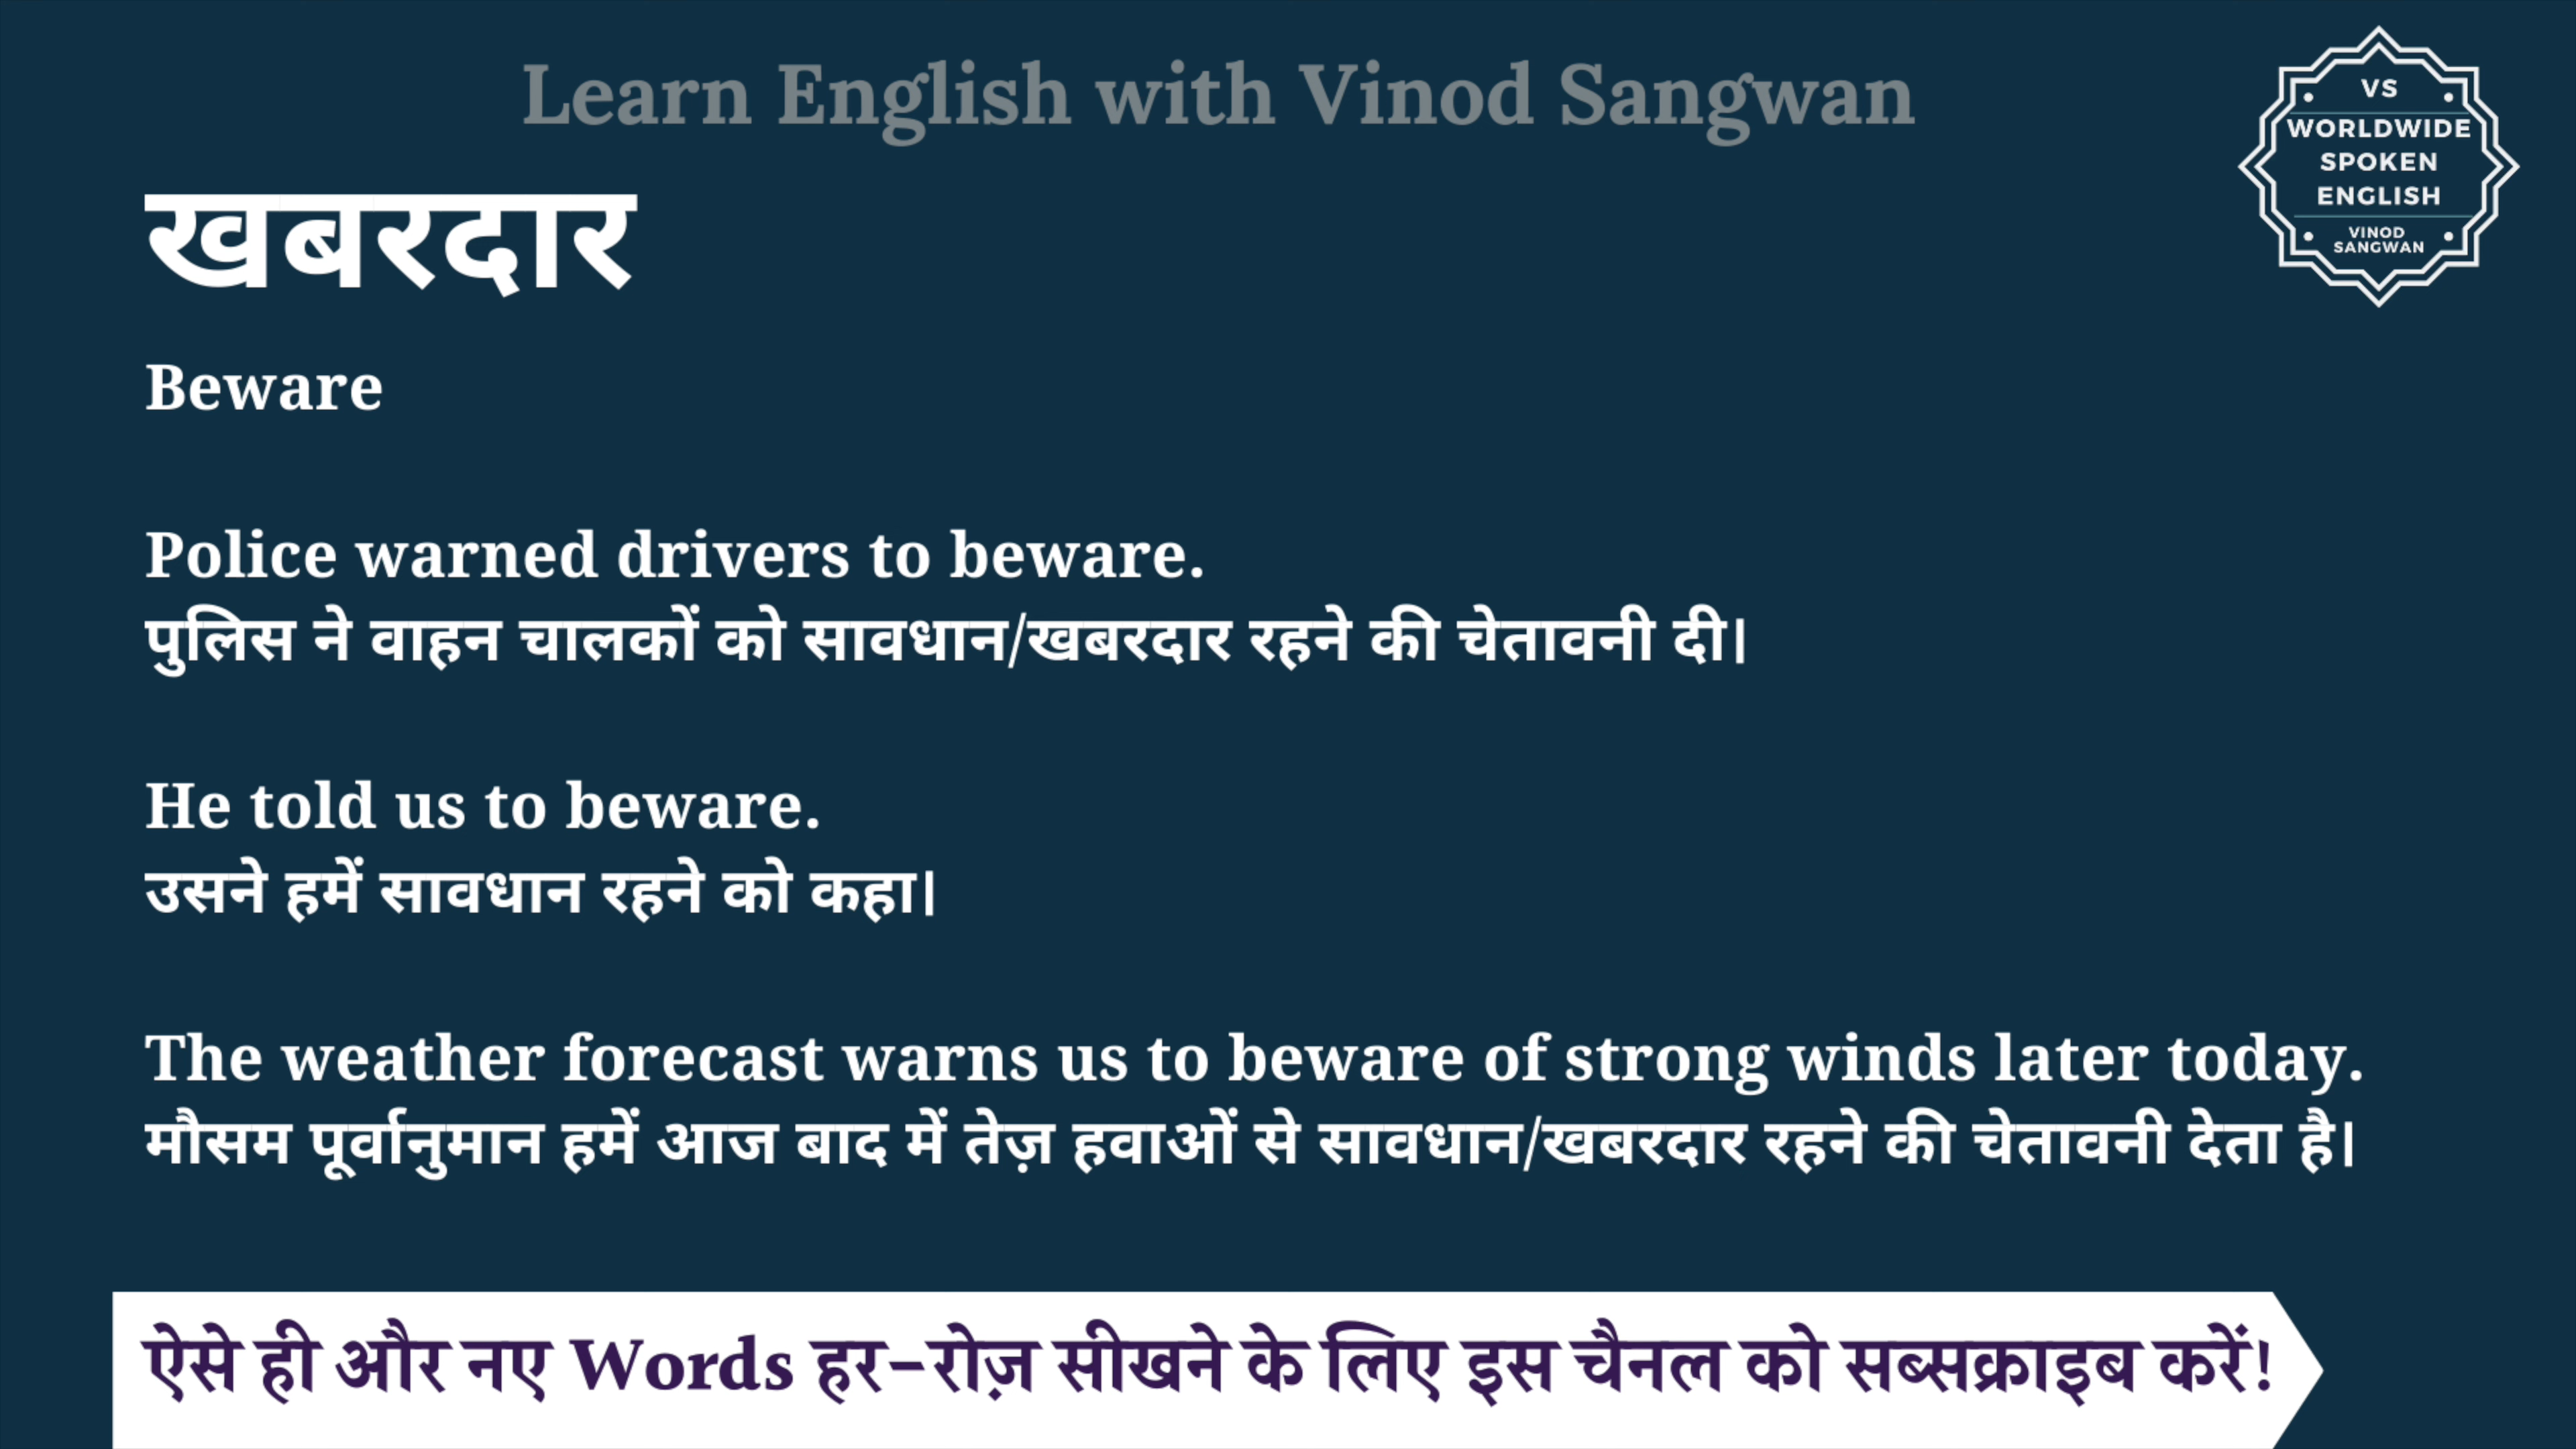 Learn English with Vinod Sangwan
VS
WORLDWIDE
SPOKEN
ENGLISH
VINOD
SANGWAN
खबरदार
Beware
Police warned drivers to beware.
पुलिस ने वाहन चालकों को सावधान/खबरदार रहने की चेतावनी दी।
He told us to beware.
उसने हमें सावधान रहने को कहा।
The weather forecast warns us to beware of strong winds later today.
मौसम पूर्वानुमान हमें आज बाद में तेज़ हवाओं से सावधान/खबरदार रहने की चेतावनी देता है।
ऐसे ही और नए Words हर-रोज़ सीखने के लिए इस चैनल को सब्सक्राइब करें!